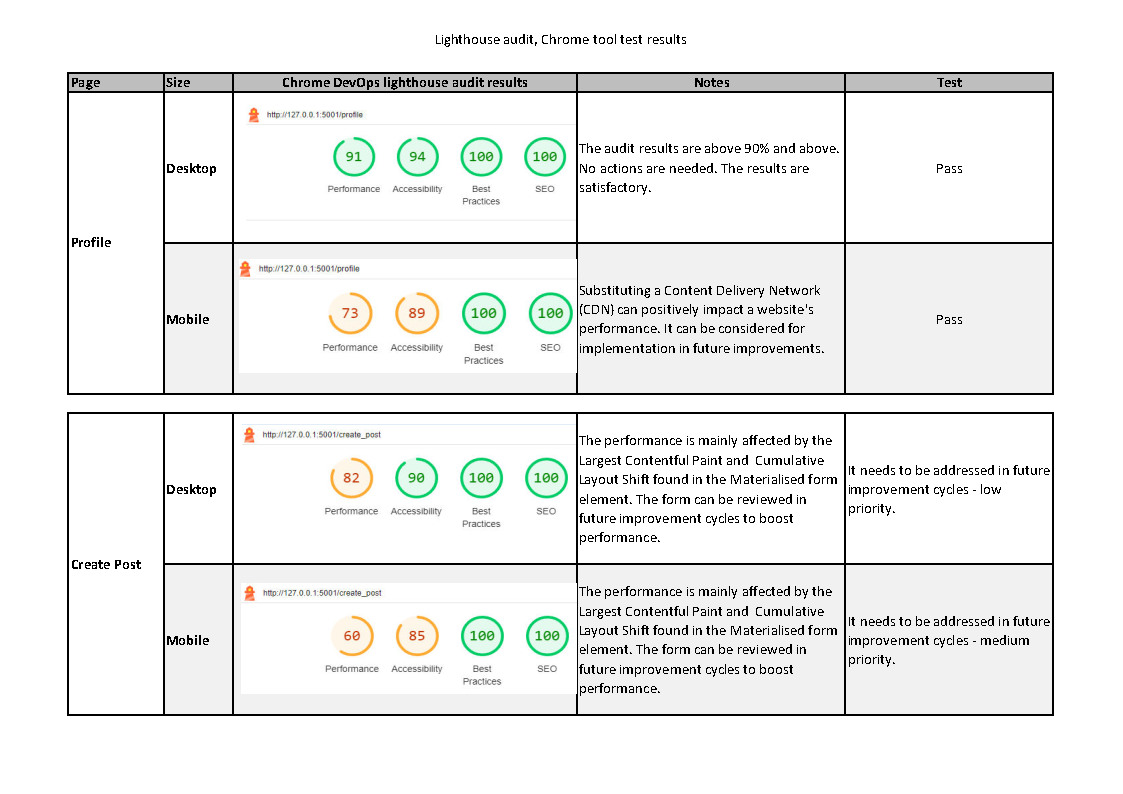 Lighthouse audit, Chrome tool test results
Page Size Chrome DevOps lighthouse audit results Notes Test
Profile
Desktop
http://127.0.0.1:5001/profile
91 94 100 100
Performance Accessibility Best Practices SEO
The audit results are above 90% and above.
No actions are needed. The results are
satisfactory.
Pass
Mobile
http://127.0.0.1:5001/profile
73 89 100 100
Performance Accessibility Best Practices SEO
Substituting a Content Delivery Network
(CDN) can positively impact a website's
performance. It can be considered for
implementation in future improvements.
Pass
Create Post
Desktop
http://127.0.0.1:5001/create_post
82 90 100 100
Performance Accessibility Best Practices SEO
The performance is mainly affected by the
Largest Contentful Paint and  Cumulative
Layout Shift found in the Materialised form
element. The form can be reviewed in
future improvement cycles to boost
performance.
It needs to be addressed in future
improvement cycles - low
priority.
Mobile
http://127.0.0.1:5001/create_post
60 85 100 100
Performance Accessibility Best Practices SEO
The performance is mainly affected by the
Largest Contentful Paint and  Cumulative
Layout Shift found in the Materialised form
element. The form can be reviewed in
future improvement cycles to boost
performance.
It needs to be addressed in future
improvement cycles - medium
priority.